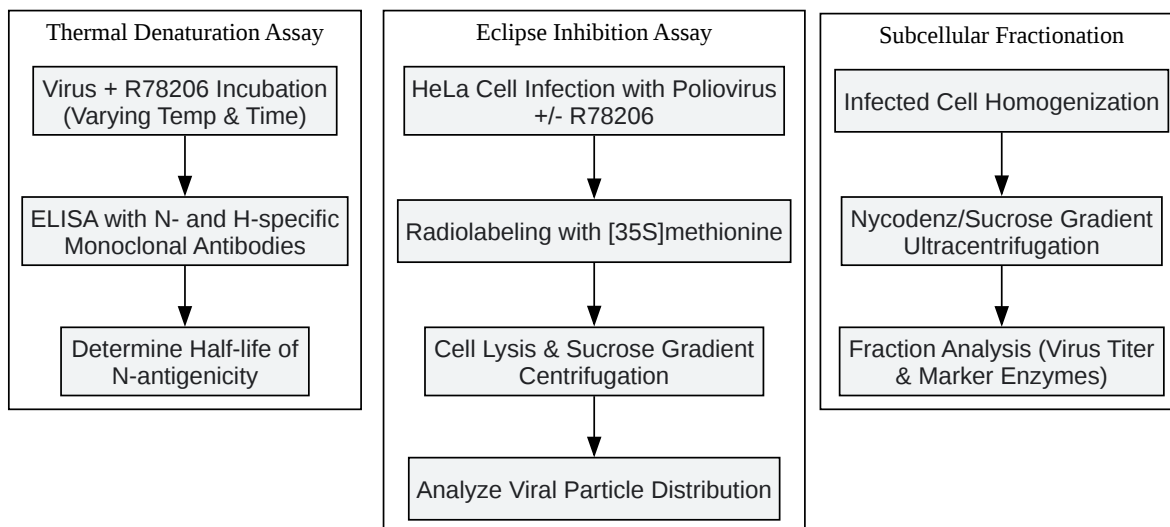 Thermal Denaturation Assay
Virus + R78206 Incubation
(Varying Temp & Time)
ELISA with N- and H-specific
Monoclonal Antibodies
Determine Half-life of
N-antigenicity
Eclipse Inhibition Assay
HeLa Cell Infection with Poliovirus
+/- R78206
Radiolabeling with [35S]methionine
Cell Lysis & Sucrose Gradient
Centrifugation
Analyze Viral Particle Distribution
Subcellular Fractionation
Infected Cell Homogenization
Nycodenz/Sucrose Gradient
Ultracentrifugation
Fraction Analysis (Virus Titer
& Marker Enzymes)